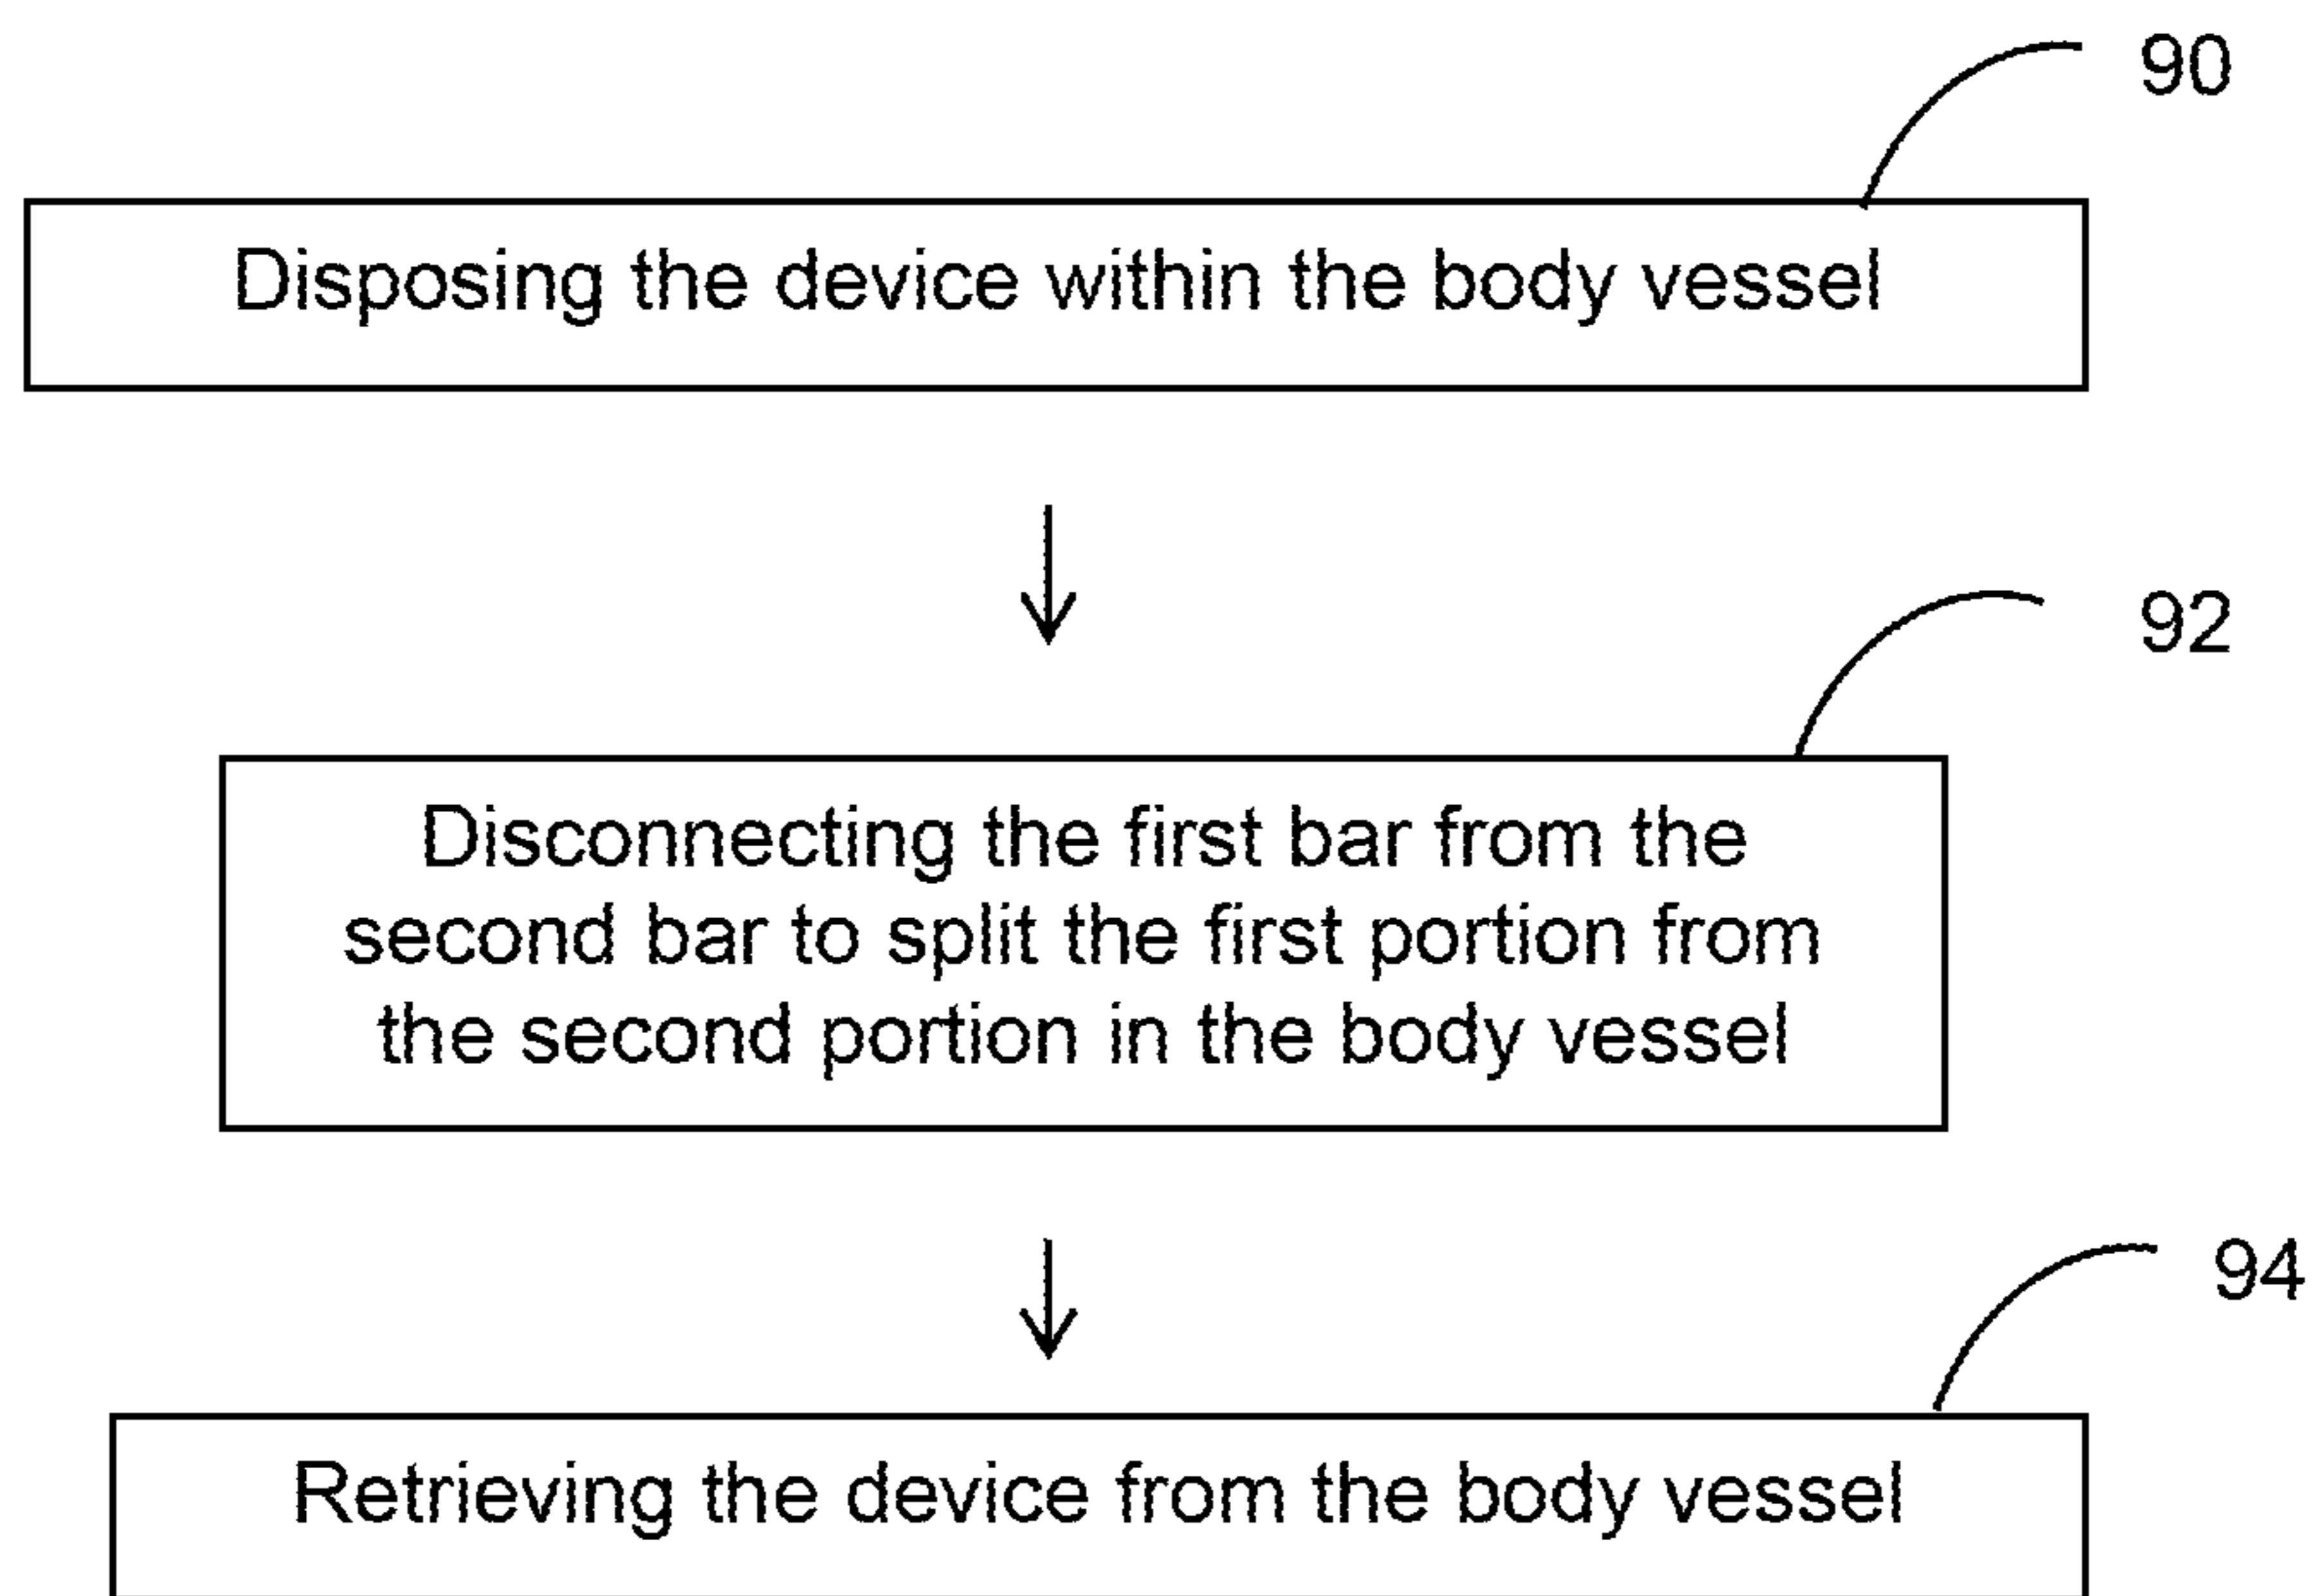 90
Disposing the device within the body vessel
92
Disconnecting the first bar from the
second bar to split the first portion from
the second portion in the body vessel
94
Retrieving the device from the body vessel